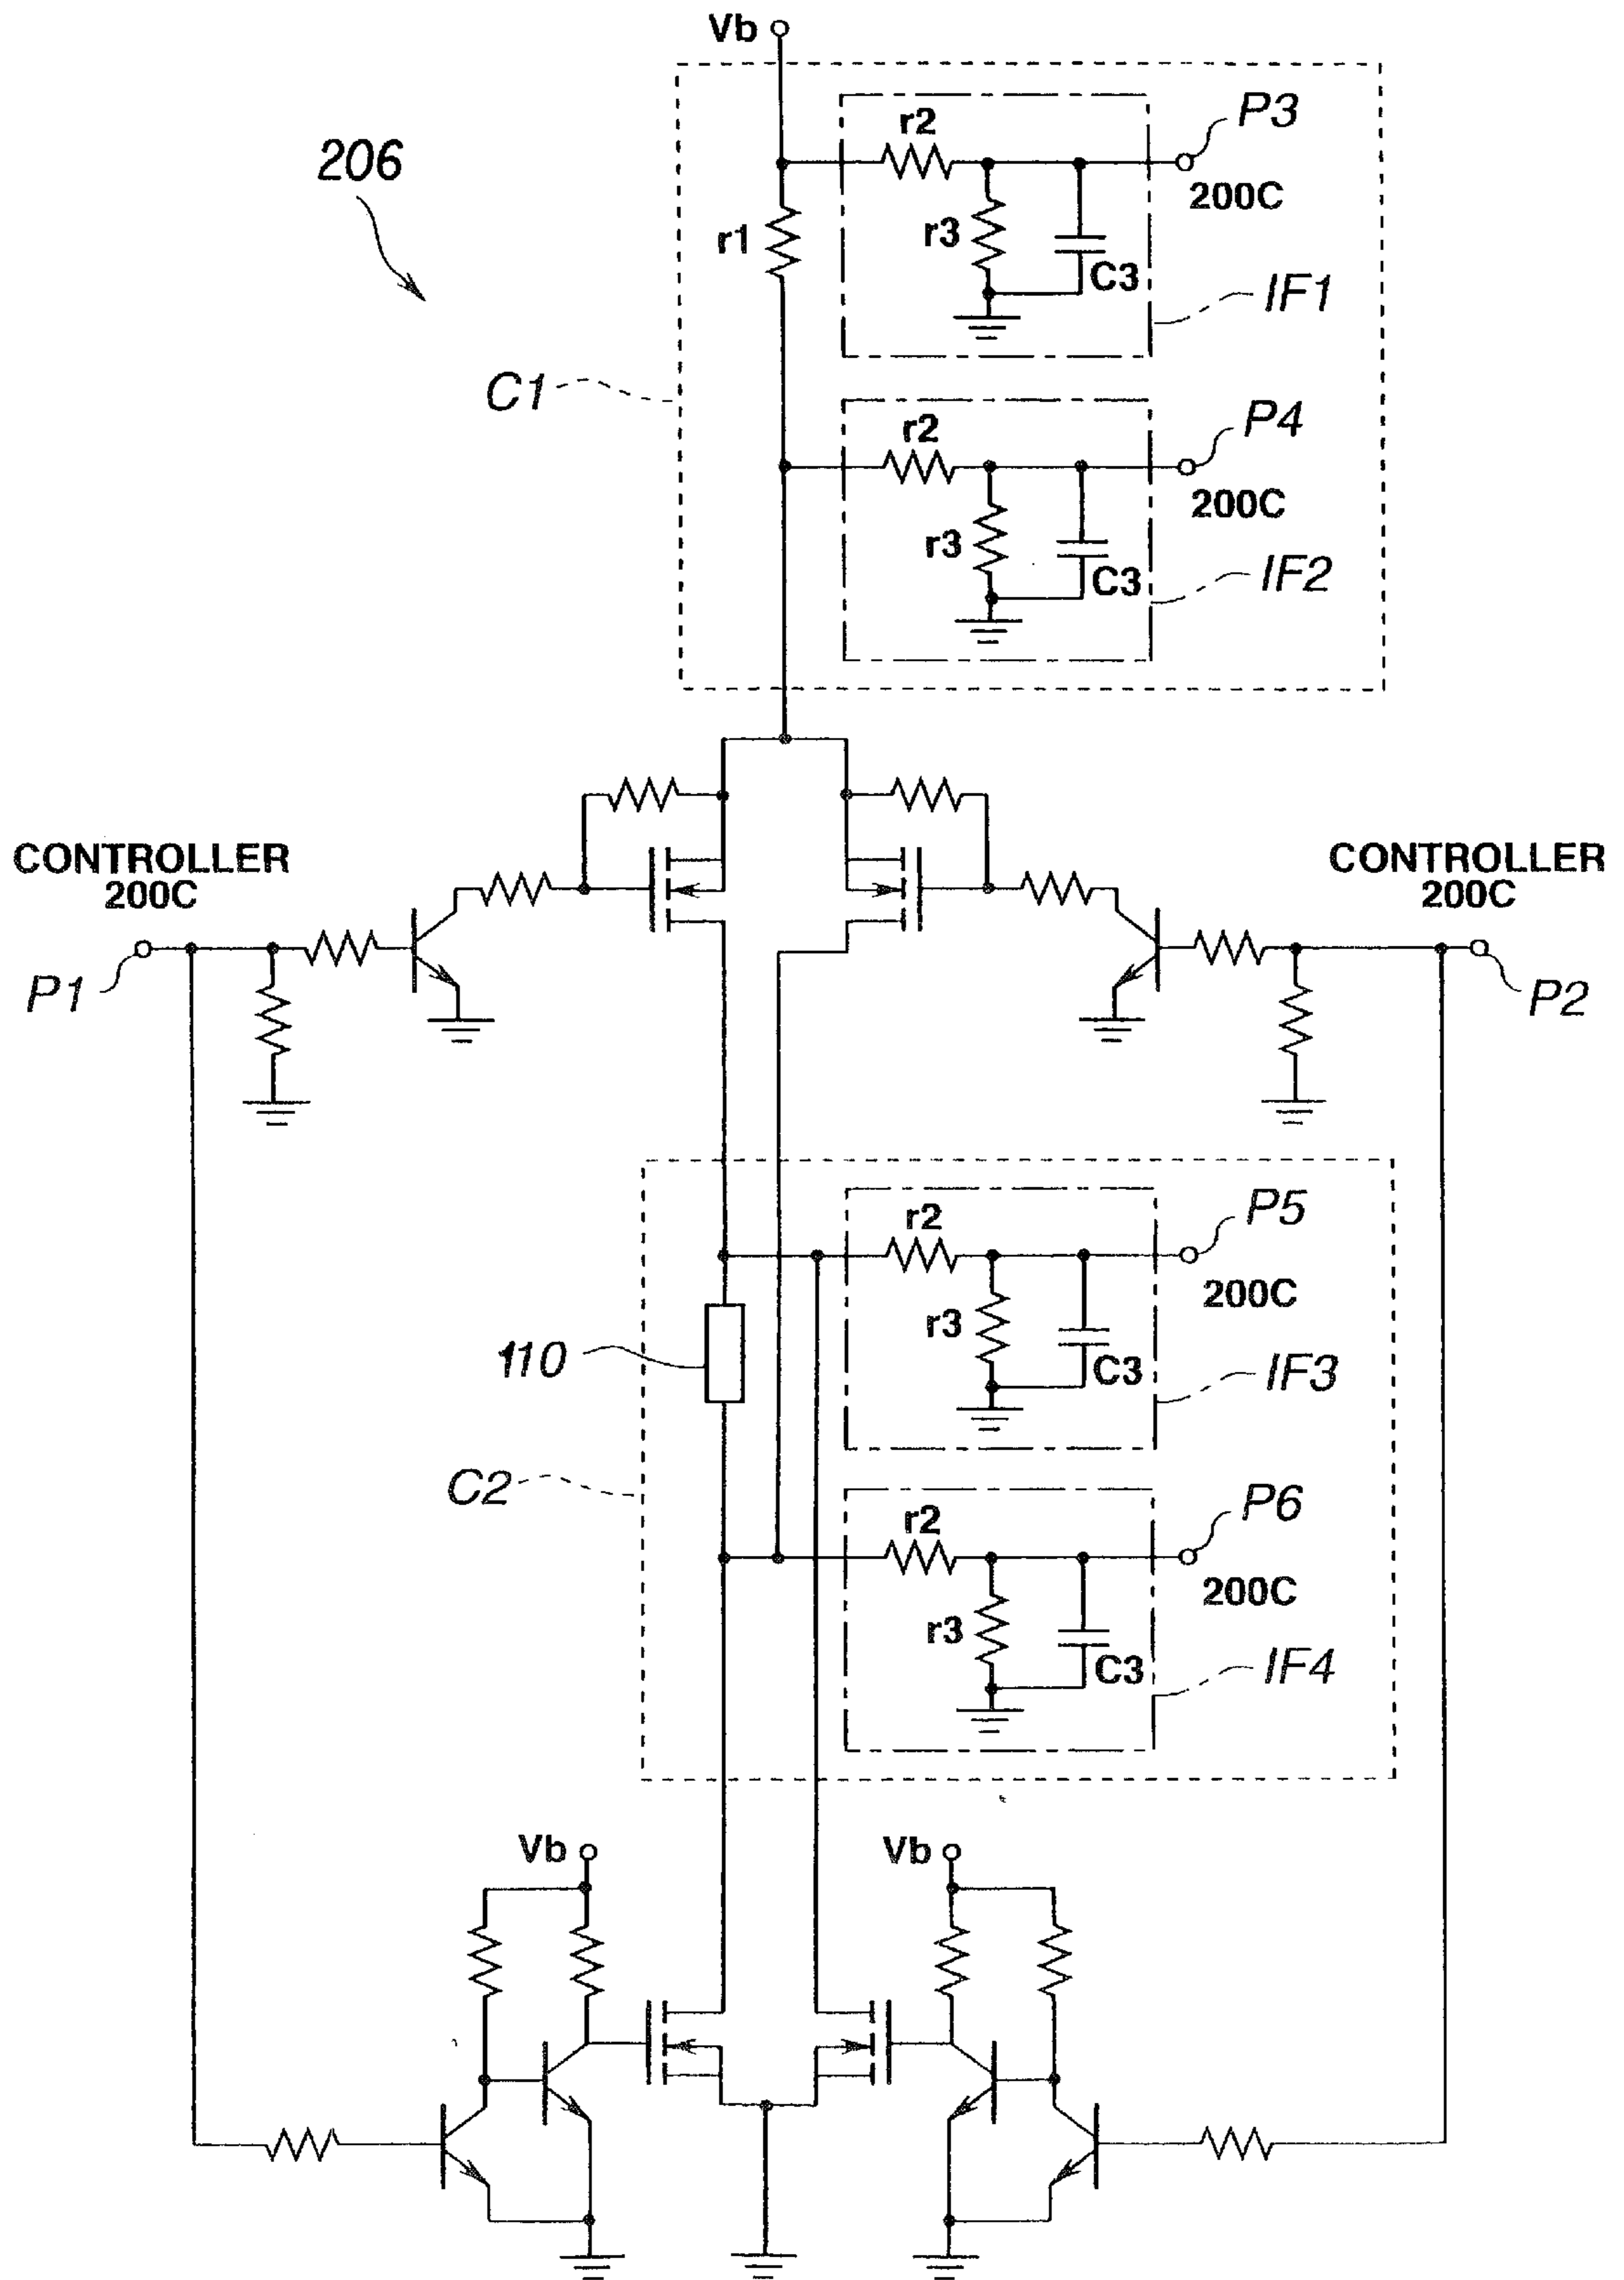 Vb
P3
r2
206
200C
r1
r3
C3
IF1
C1
P4
r2
200C
r3
IF2
C3
CONTROLLER
200C
CONTROLLER
200C
P1
P2
P5
r2
200C
r3
110
C3
IF3
C2
P6
r2
200C
r3
C3
IF4
Vb
Vb